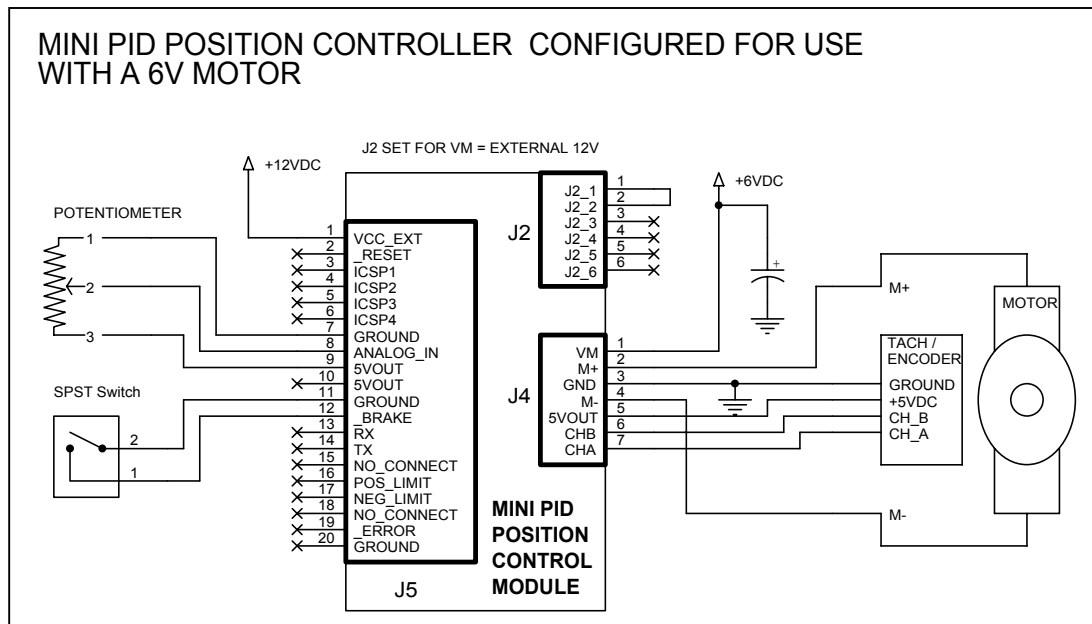 MINI PID POSITION CONTROLLER CONFIGURED FOR USE
WITH A 6V MOTOR
J2 SET FOR VM = EXTERNAL 12V
+12VDC
POTENTIOMETER
1
2
3
SPST Switch
2
1
1 VCC_EXT
2 _RESET
3 ICSP1
4 ICSP2
5 ICSP3
6 ICSP4
7 GROUND
8 ANALOG_IN
9 5VOUT
10 5VOUT
11 GROUND
12 _BRAKE
13 RX
14 TX
15 NO_CONNECT
16 POS_LIMIT
17 NEG_LIMIT
18 NO_CONNECT
19 _ERROR
20 GROUND
J5
J2
J2_1 1
J2_2 2
J2_3 3
J2_4 4
J2_5 5
J2_6 6
J4
VM 1
M+ 2
GND 3
M- 4
5VOUT 5
CHB 6
CHA 7
MINI PID
POSITION
CONTROL
MODULE
+6VDC
+
M+
MOTOR
TACH /
ENCODER
GROUND
+5VDC
CH_B
CH_A
M-